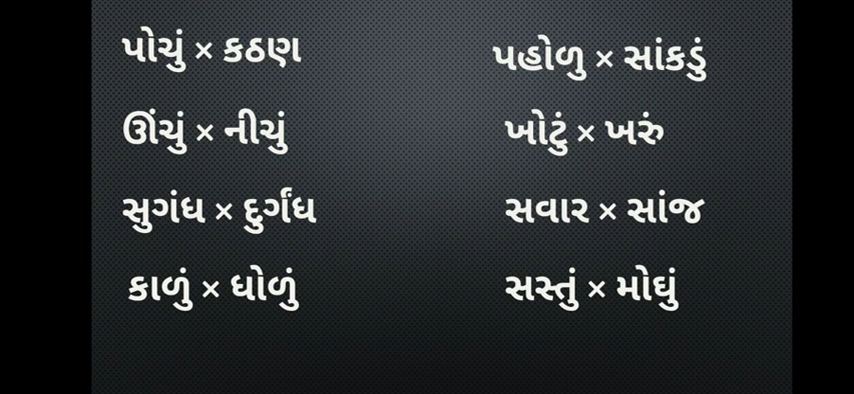 પોચું × કઠણ
ઊંચું × નીચું
સુગંધ × દુર્ગંધ
કાળું × ધોળું
પહોળુ × સાંકડું
ખોટું × ખરું
સવાર × સાંજ
સસ્તું × મોઘું